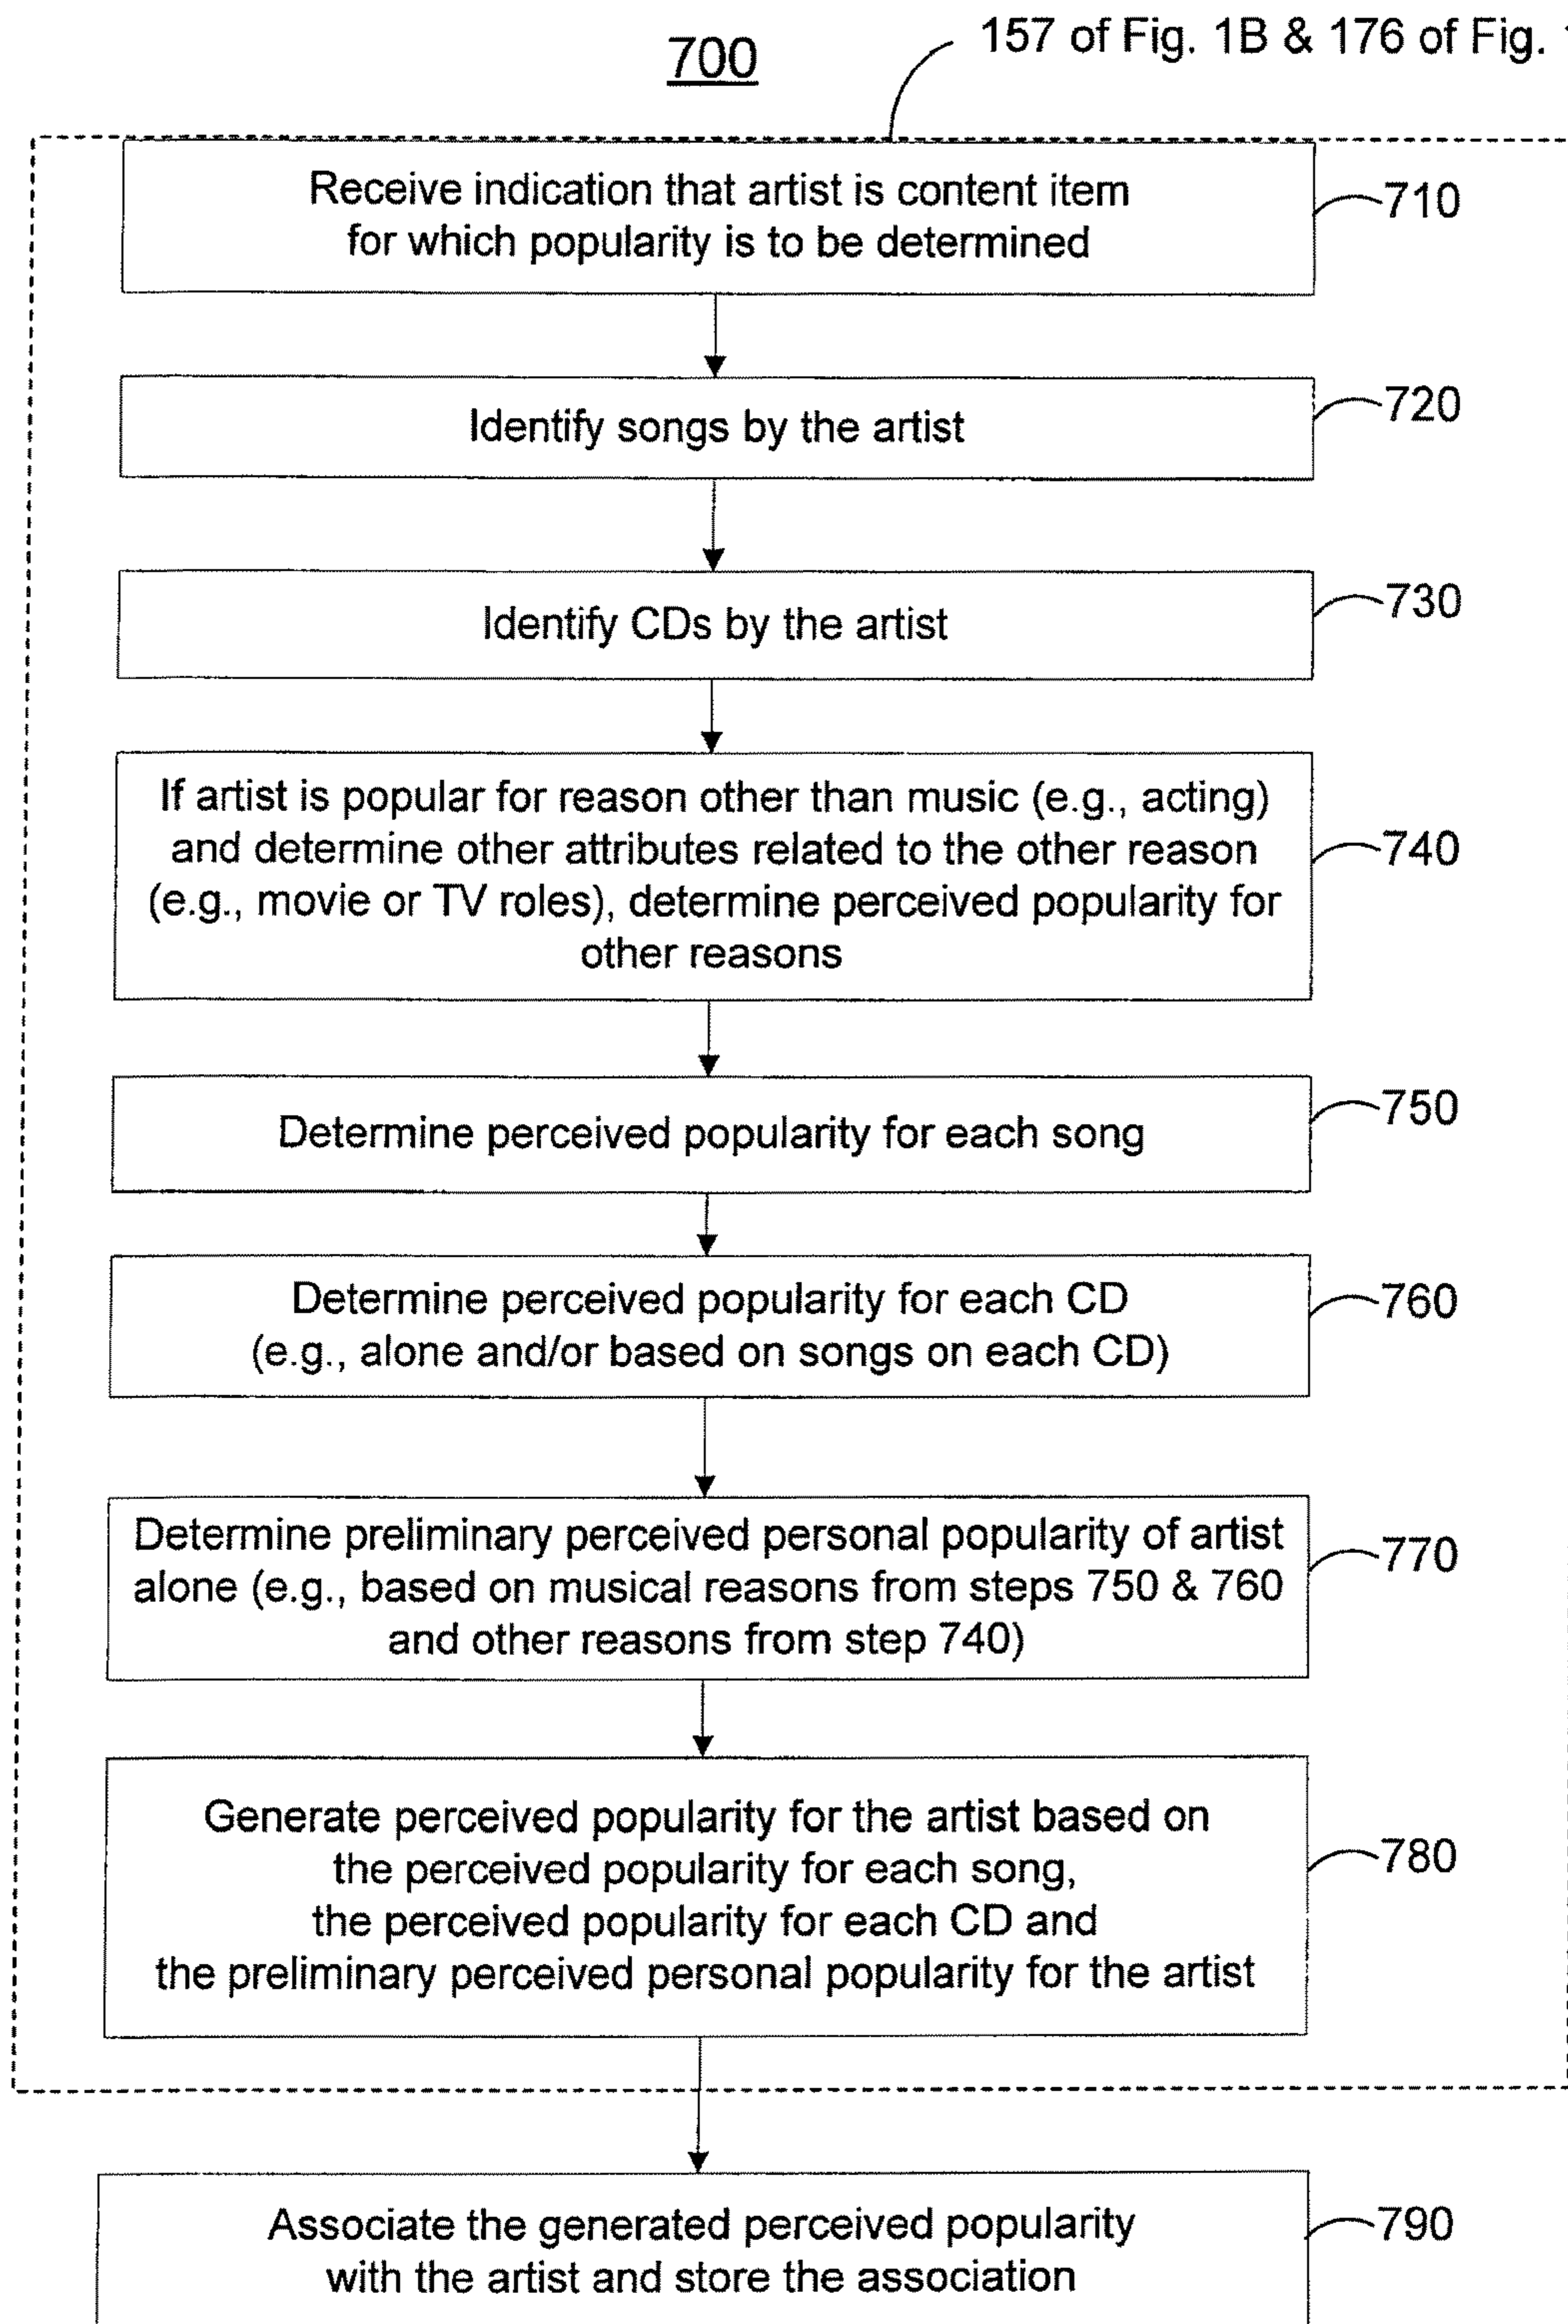 700
157 of Fig. 1B & 176 of Fig.
Receive indication that artist is content item
for which popularity is to be determined
710
Identify songs by the artist
720
Identify CDs by the artist
730
If artist is popular for reason other than music (e.g., acting)
and determine other attributes related to the other reason
(e.g., movie or TV roles), determine perceived popularity for
other reasons
740
Determine perceived popularity for each song
750
Determine perceived popularity for each CD
(e.g., alone and/or based on songs on each CD)
760
Determine preliminary perceived personal popularity of artist
alone (e.g., based on musical reasons from steps 750 & 760
and other reasons from step 740)
770
Generate perceived popularity for the artist based on
the perceived popularity for each song,
the perceived popularity for each CD and
the preliminary perceived personal popularity for the artist
780
Associate the generated perceived popularity
with the artist and store the association
790